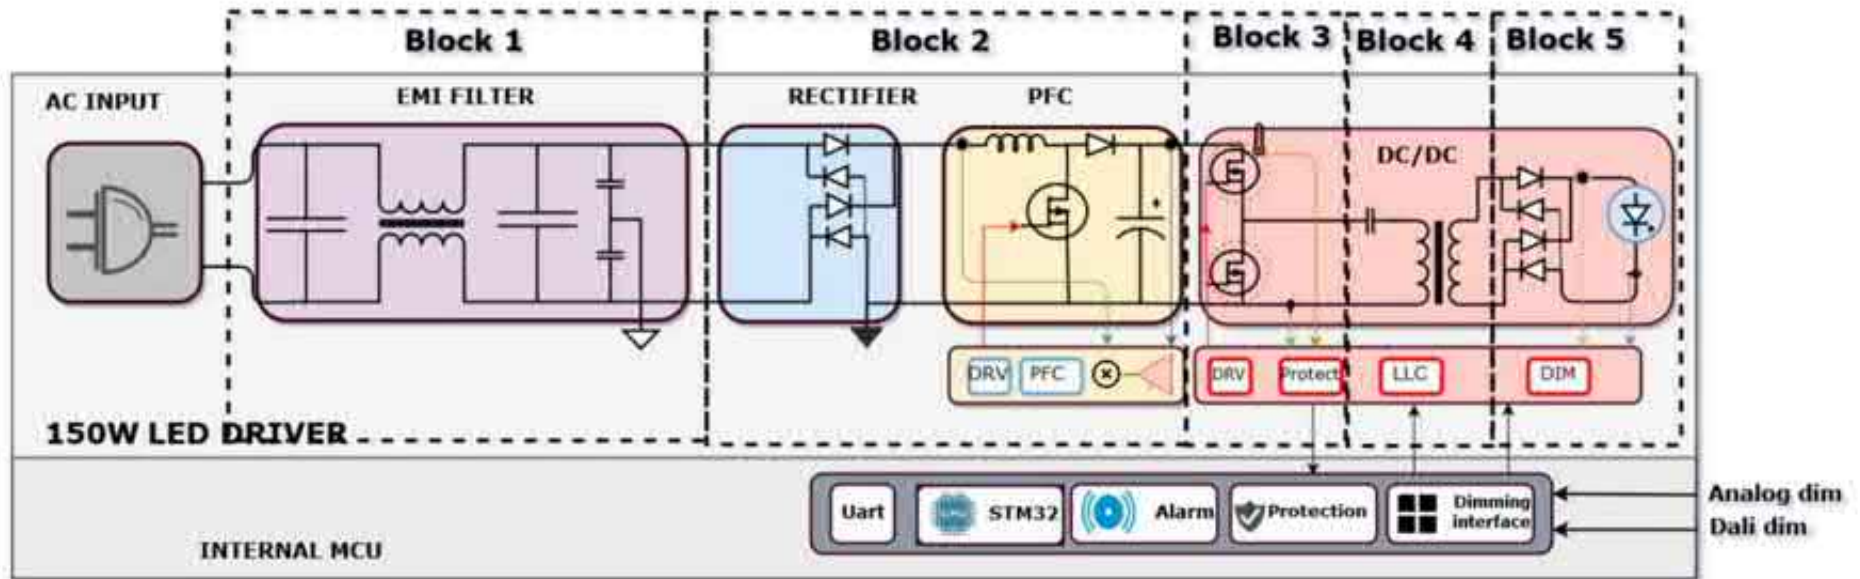 Block 1
Block 2
Block 3
Block 4
Block 5
AC INPUT
EMI FILTER
RECTIFIER
PFC
DC/DC
+
DRV
PFC
DRV
Protect
LLC
DIM
150W LED DRIVER
Uart
STM32
Alarm
Protection
Dimming
interface
Analog dim
Dali dim
INTERNAL MCU